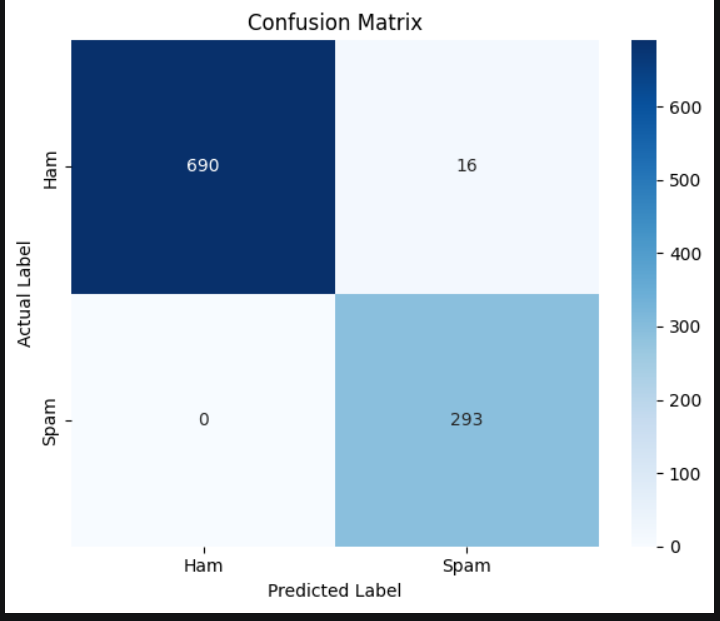 Confusion Matrix
Actual Label
Ham
Spam
690
16
0
293
Ham
Spam
Predicted Label
600
500
400
300
200
100
0